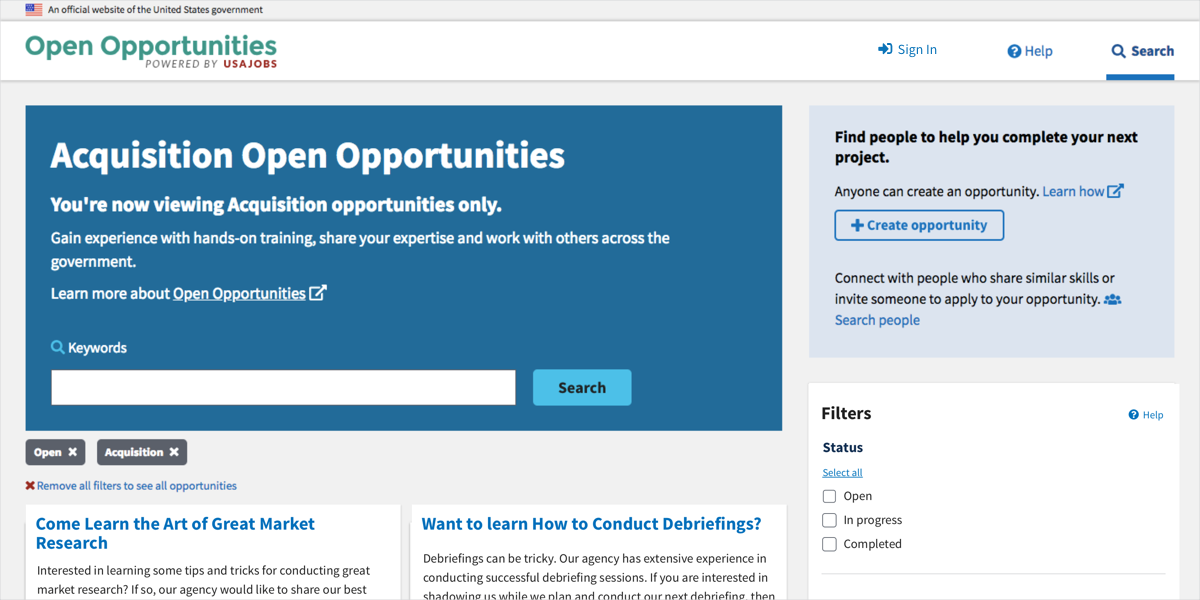 An official website of the United States government
Open Opportunities
POWERED BY USAJOBS
Sign In
Help
Search
Acquisition Open Opportunities
You're now viewing Acquisition opportunities only.
Gain experience with hands-on training, share your expertise and work with others across the
government.
Learn more about Open Opportunities
Keywords
Search
Open
Acquisition
Remove all filters to see all opportunities
Come Learn the Art of Great Market
Research
Interested in learning some tips and tricks for conducting great
market research? If so, our agency would like to share our best
Want to learn How to Conduct Debriefings?
Debriefings can be tricky. Our agency has extensive experience in
conducting successful debriefing sessions. If you are interested in
shadowing us while we plan and conduct our next debriefing, then
Find people to help you complete your next
project.
Anyone can create an opportunity. Learn how
Create opportunity
Connect with people who share similar skills or
invite someone to apply to your opportunity.
Search people
Filters
Help
Status
Select all
Open
In progress
Completed